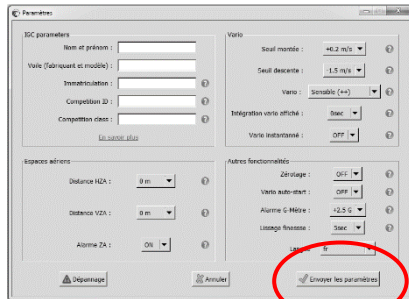 Paramètres
IGC parameters
Nom et prénom :
Voile (fabriquant et modèle) :
Immatriculation :
Competition ID :
Competition class :
En savoir plus
Vario
Seuil montée : +0.2 m/s
Seuil descente : -1.5 m/s
Vario : Sensible (++)
Intégration vario affiché : 8sec
Vario instantanné : OFF
Espaces aériens
Distance HZA : 0 m
Distance VZA : 0 m
Alarme ZA : ON
Autres fonctionnalités
Zérotage : OFF
Vario auto-start : OFF
Alarme G-Mètre : +2.5 G
Lissage finesse : 5sec
Langue : fr
Dépannage
Annuler
Envoyer les paramètres